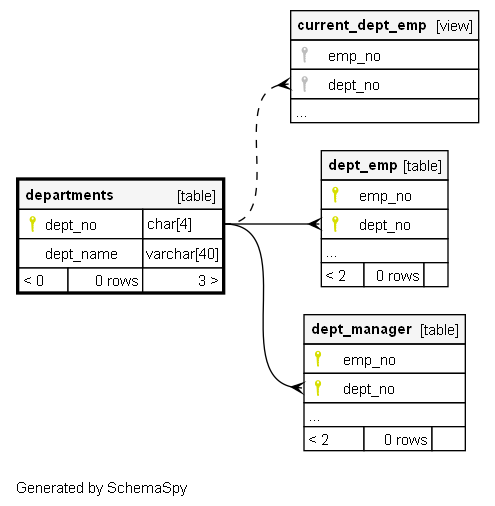 current_dept_emp [view]
emp_no
dept_no
...
dept_emp [table]
emp_no
dept_no
...
< 2 0 rows
departments [table]
dept_no char[4]
dept_name varchar[40]
< 0 0 rows 3 >
dept_manager [table]
emp_no
dept_no
...
< 2 0 rows
Generated by SchemaSpy